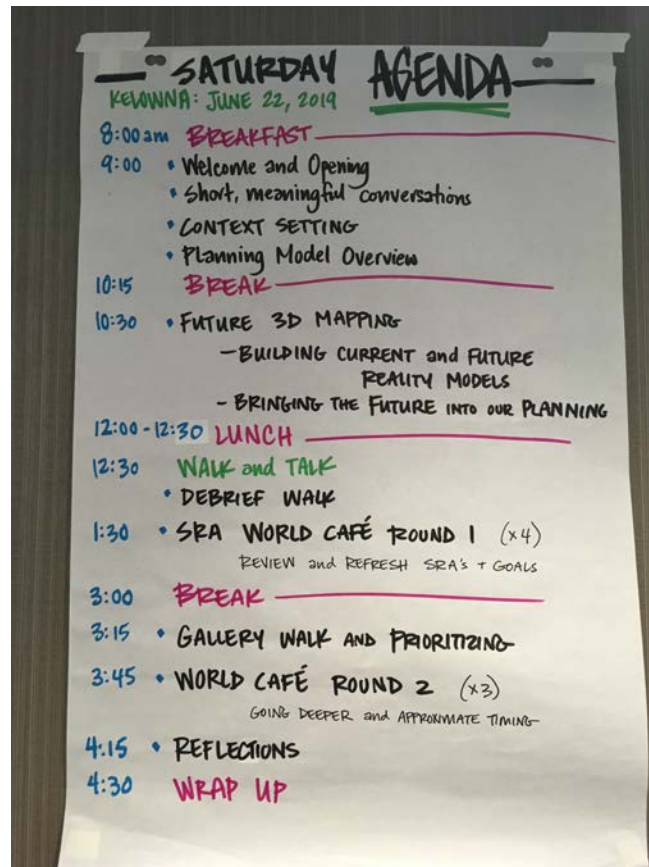 SATURDAY AGENDA
KELOWNA: JUNE 22, 2019
8:00am BREAKFAST
9:00 • Welcome and Opening
• Short, meaningful conversations
• CONTEXT SETTING
• Planning Model Overview
10:15 BREAK
10:30 • FUTURE 3D MAPPING
- BUILDING CURRENT and FUTURE
REALITY MODELS
- BRINGING THE FUTURE INTO OUR PLANNING
12:00 - 12:30 LUNCH
12:30 WALK and TALK
• DEBRIEF WALK
1:30 • SRA WORLD CAFÉ ROUND 1 (x4)
REVIEW and REFRESH SRA's + GOALS
3:00 BREAK
3:15 • GALLERY WALK AND PRIORITIZING
3:45 • WORLD CAFÉ ROUND 2 (x3)
GOING DEEPER and APPROXIMATE TIMING
4:15 • REFLECTIONS
4:30 WRAP UP